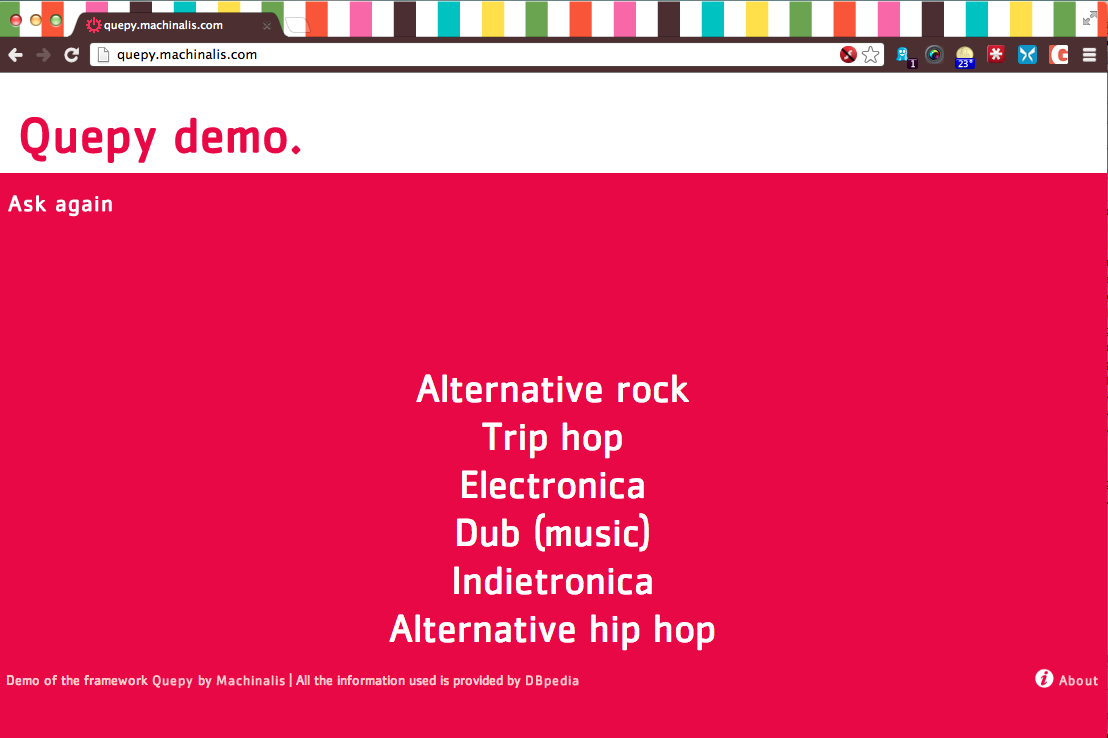 quepy.machinalis.com
quepy.machinalis.com
1
23°
Quepy demo.
Ask again
Alternative rock
Trip hop
Electronica
Dub (music)
Indietronica
Alternative hip hop
Demo of the framework Quepy by Machinalis | All the information used is provided by DBpedia
About